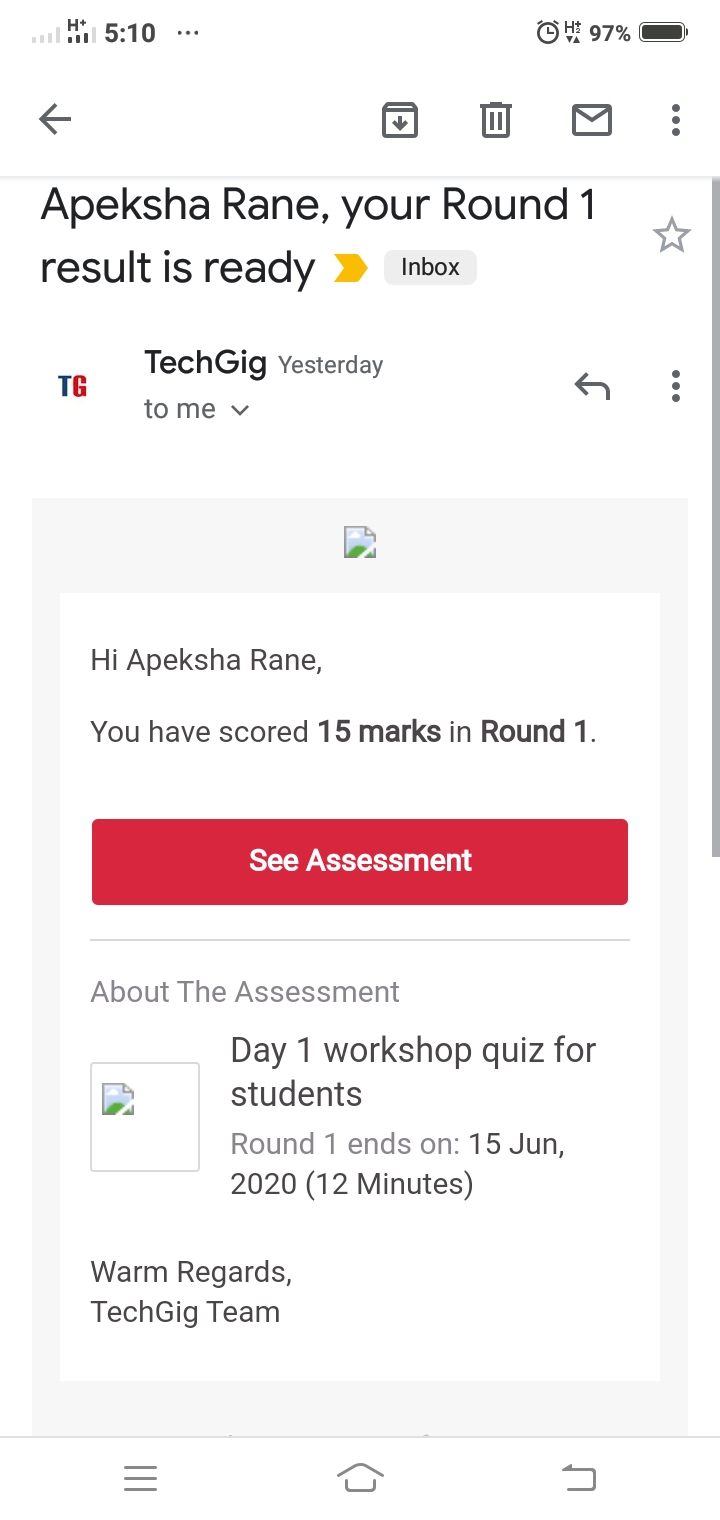 H+ 5:10 ... 97%
Apeksha Rane, your Round 1
result is ready Inbox
TG
TechGig Yesterday
to me
Hi Apeksha Rane,
You have scored 15 marks in Round 1.
See Assessment
About The Assessment
Day 1 workshop quiz for
students
Round 1 ends on: 15 Jun,
2020 (12 Minutes)
Warm Regards,
TechGig Team